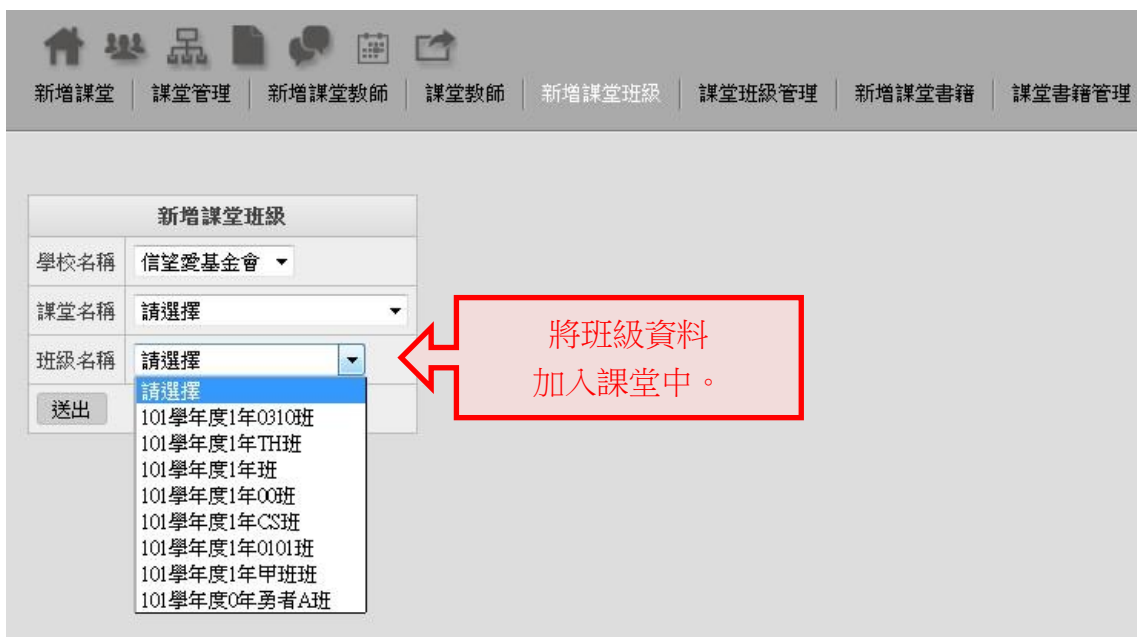 新增課堂 課堂管理 新增課堂教師 課堂教師 新增課堂班級 課堂班級管理 新增課堂書籍 課堂書籍管理
新增課堂班級
學校名稱 信望愛基金會
課堂名稱 請選擇
班級名稱 請選擇
請選擇
101學年度1年0310班
101學年度1年TH班
101學年度1年班
101學年度1年00班
101學年度1年CS班
101學年度1年0101班
101學年度1年甲班班
101學年度0年勇者A班
送出
將班級資料
加入課堂中。